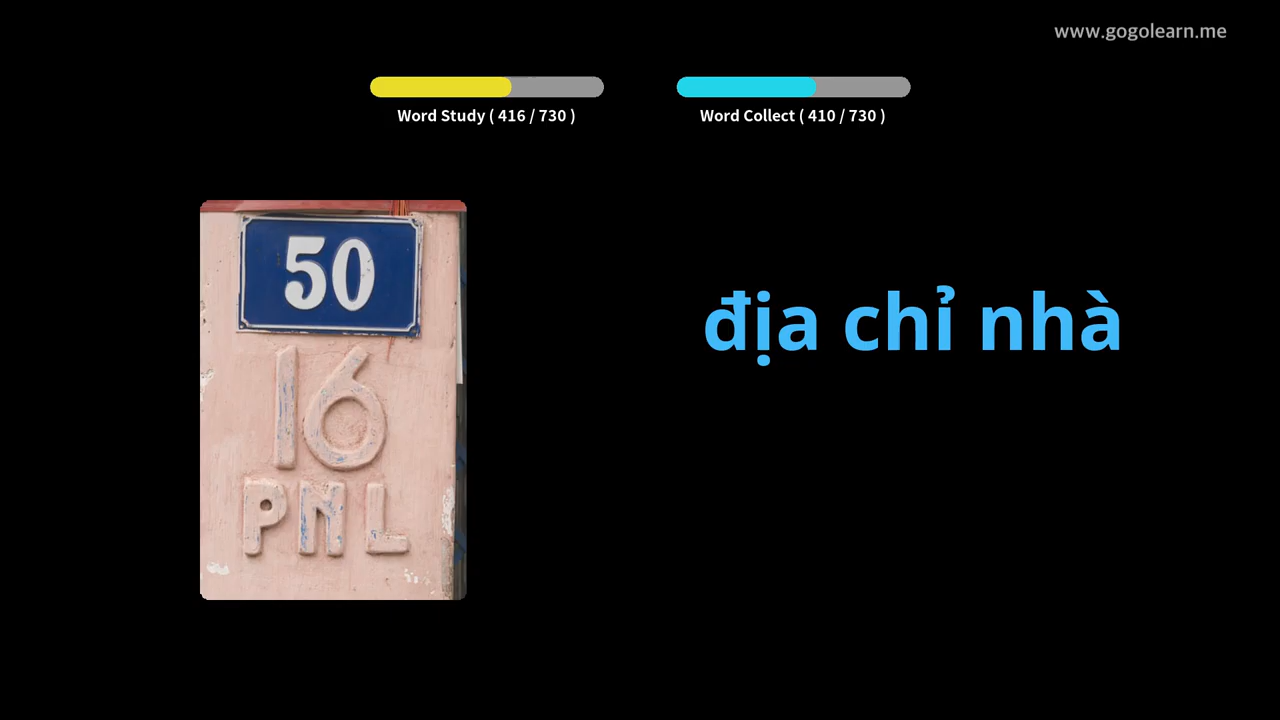 www.gogolearn.me
Word Study ( 416 / 730 )
Word Collect ( 410 / 730 )
50
16
PNL
địa chỉ nhà